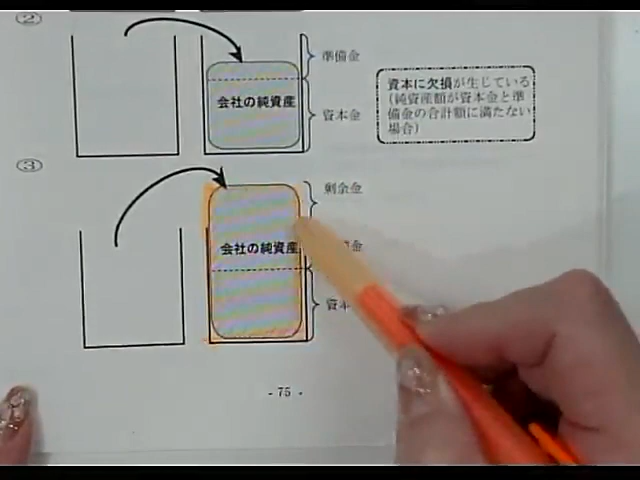 ②
準備金
会社の純資産
資本金
資本に欠損が生じている
(純資産額が資本金と準
備金の合計額に満たない
場合)
③
剰余金
会社の純資産
金
資本
- 75 -